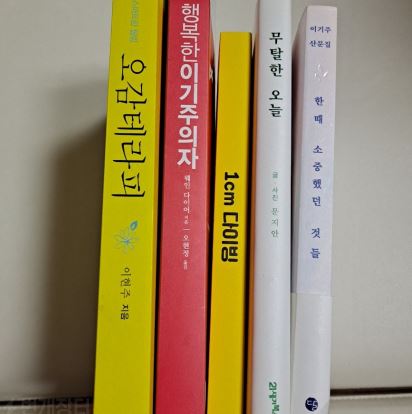 오감테라피
이현주 지음
행복한
이기주의자
웨인 다이어 지음 | 오현정 옮김
1cm 다이빙
무탈한 오늘
글·사진 문지안
이기주
산문집
한때 소중했던 것들